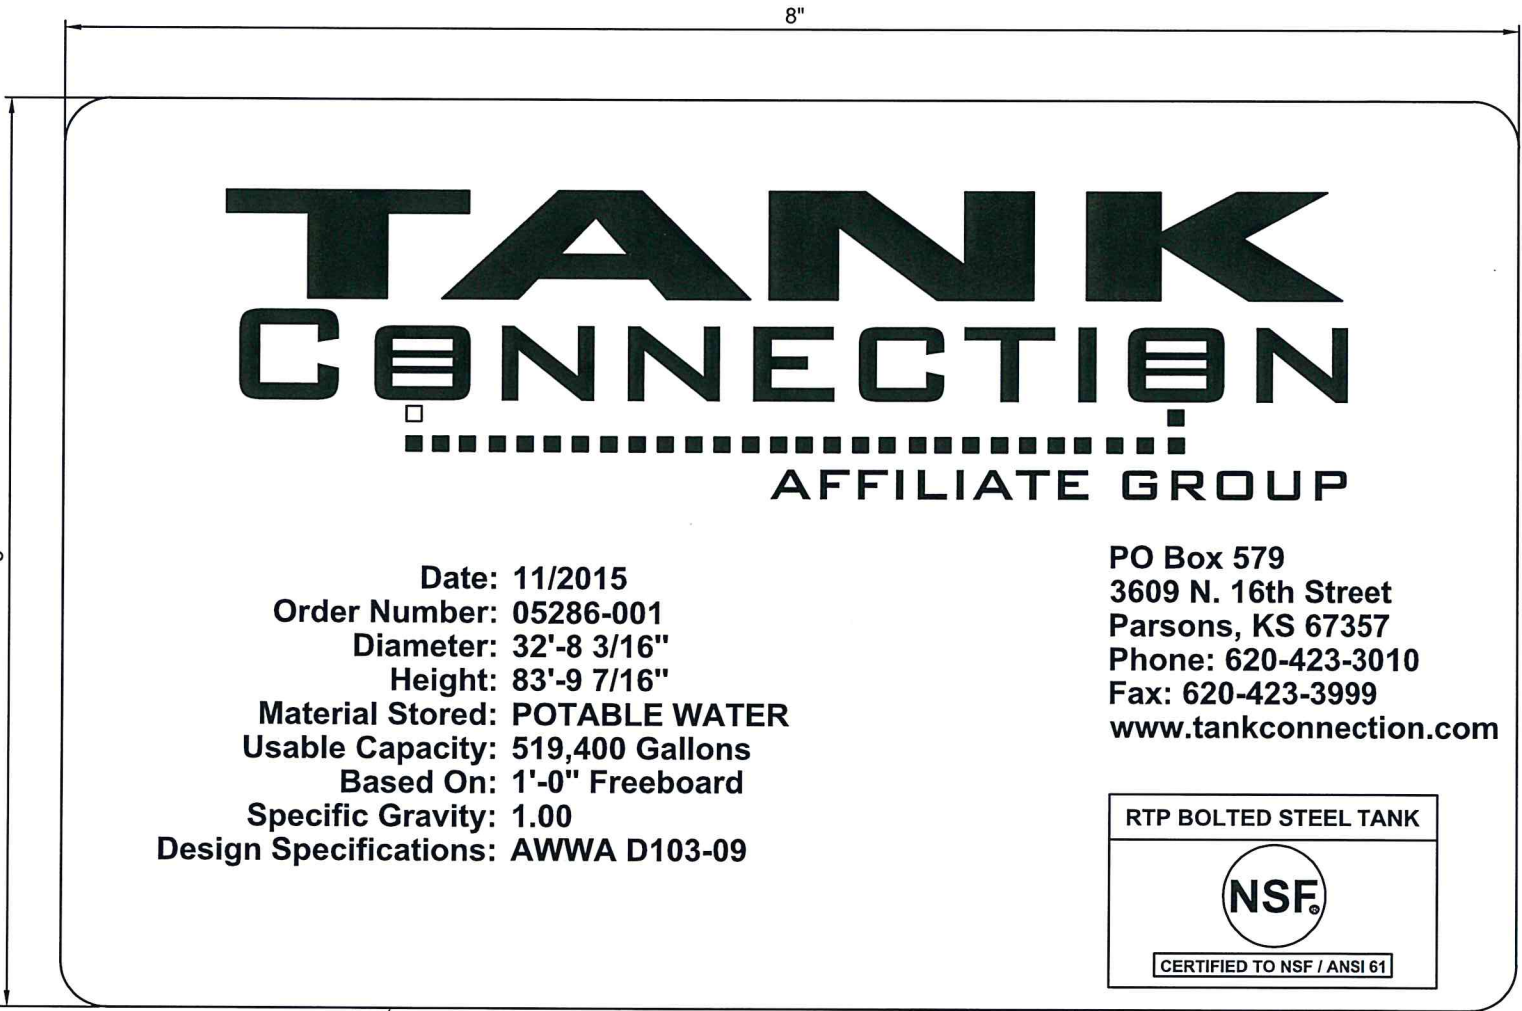 8"
TANK
CONNECTION
AFFILIATE GROUP
Date: 11/2015
Order Number: 05286-001
Diameter: 32'-8 3/16"
Height: 83'-9 7/16"
Material Stored: POTABLE WATER
Usable Capacity: 519,400 Gallons
Based On: 1'-0" Freeboard
Specific Gravity: 1.00
Design Specifications: AWWA D103-09
PO Box 579
3609 N. 16th Street
Parsons, KS 67357
Phone: 620-423-3010
Fax: 620-423-3999
www.tankconnection.com
RTP BOLTED STEEL TANK
NSF®
CERTIFIED TO NSF / ANSI 61